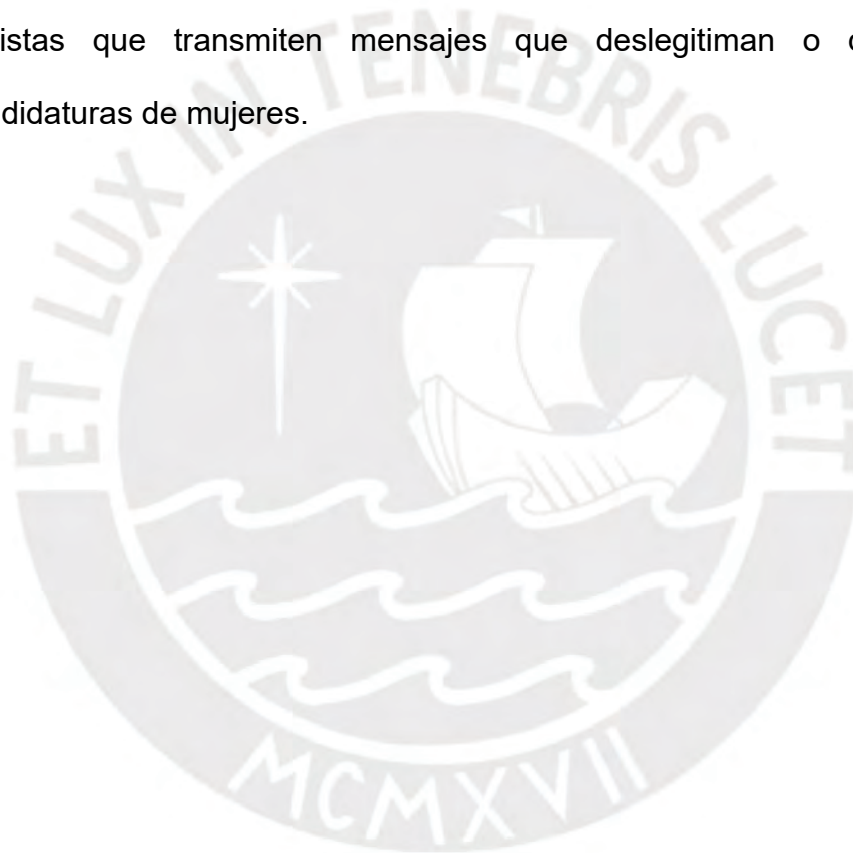 istas que transmiten mensajes que deslegitiman o
didaturas de mujeres.
ET LUX IN TENEBRIS LUCET
MCMXVII